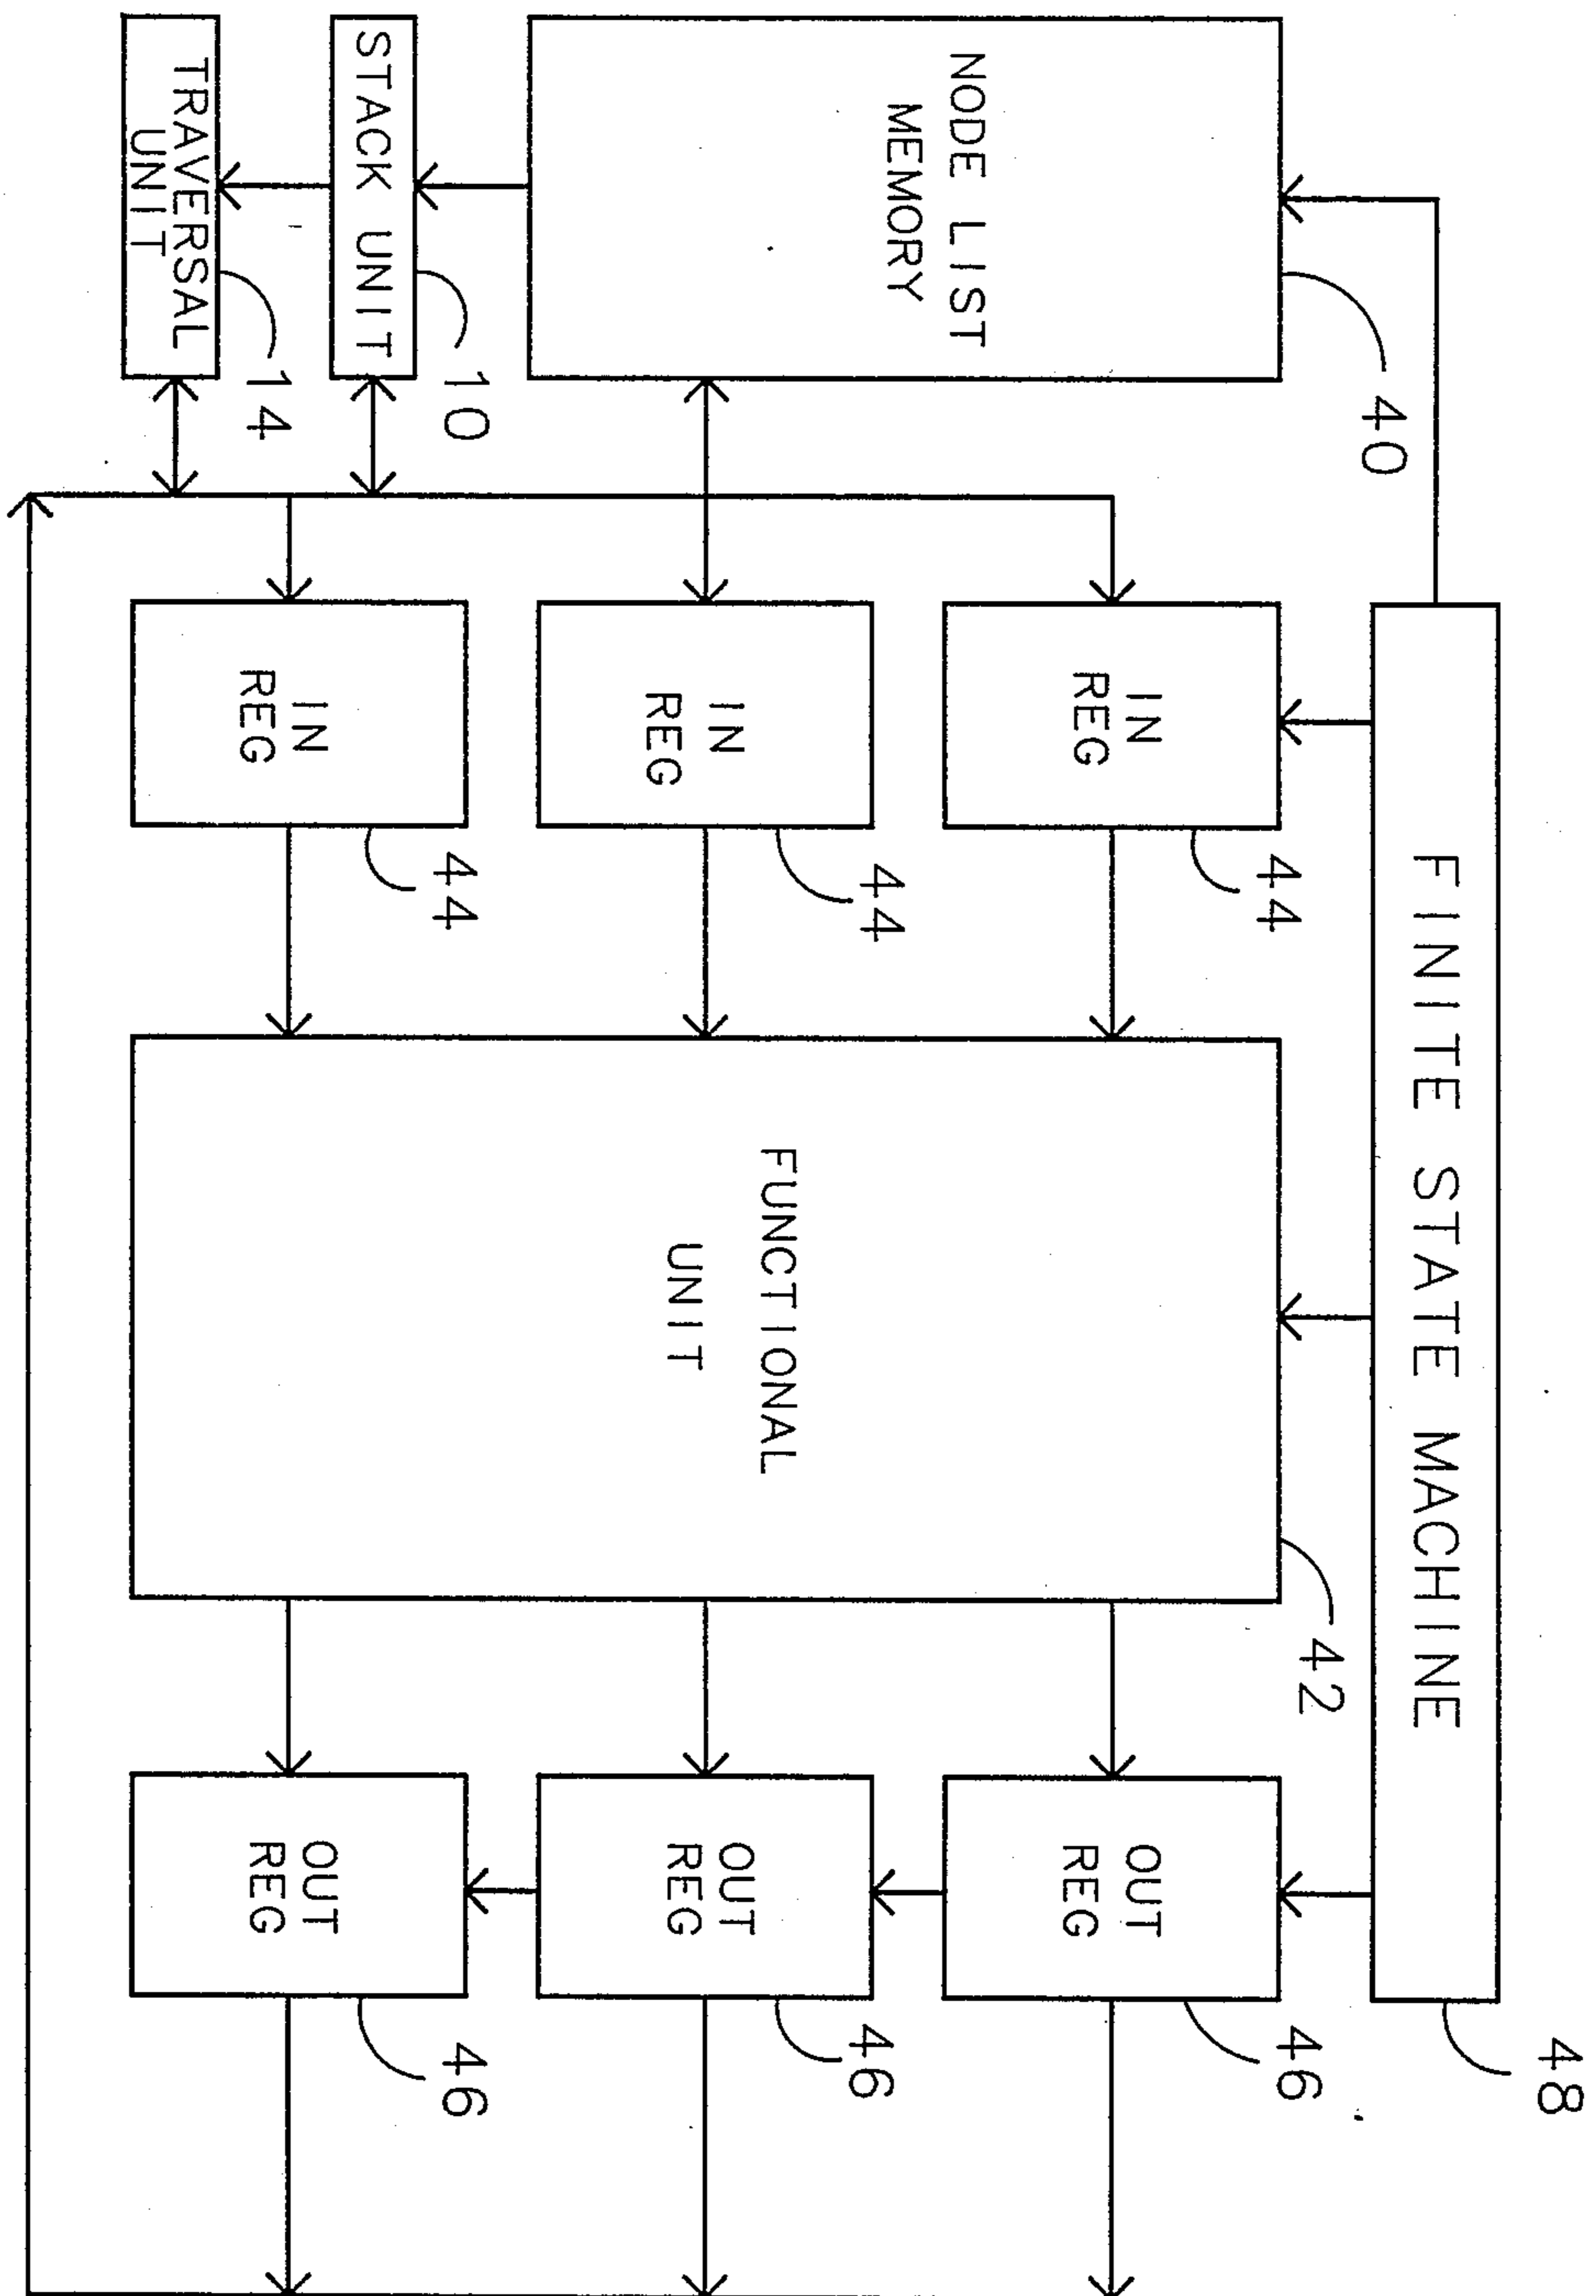 FINITE STATE MACHINE
48
40
NODE LIST
MEMORY
10
STACK UNIT
14
TRAVERSAL
UNIT
IN
REG
44
IN
REG
44
IN
REG
44
FUNCTIONAL
UNIT
42
OUT
REG
46
OUT
REG
46
OUT
REG
46